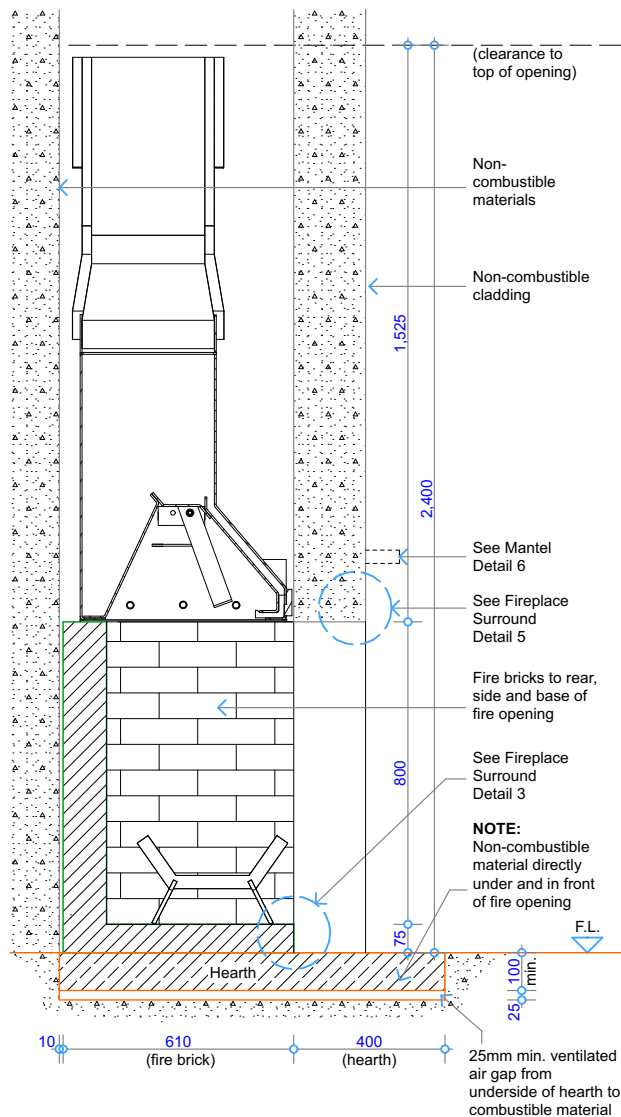 (clearance to
top of opening)
Non-
combustible
materials
Non-combustible
cladding
1,525
2,400
See Mantel
Detail 6
See Fireplace
Surround
Detail 5
Fire bricks to rear,
side and base of
fire opening
800
See Fireplace
Surround
Detail 3
NOTE:
Non-combustible
material directly
under and in front
of fire opening
75
F.L.
Hearth
100
min.
25
10
610
(fire brick)
400
(hearth)
25mm min. ventilated
air gap from
underside of hearth to
combustible material